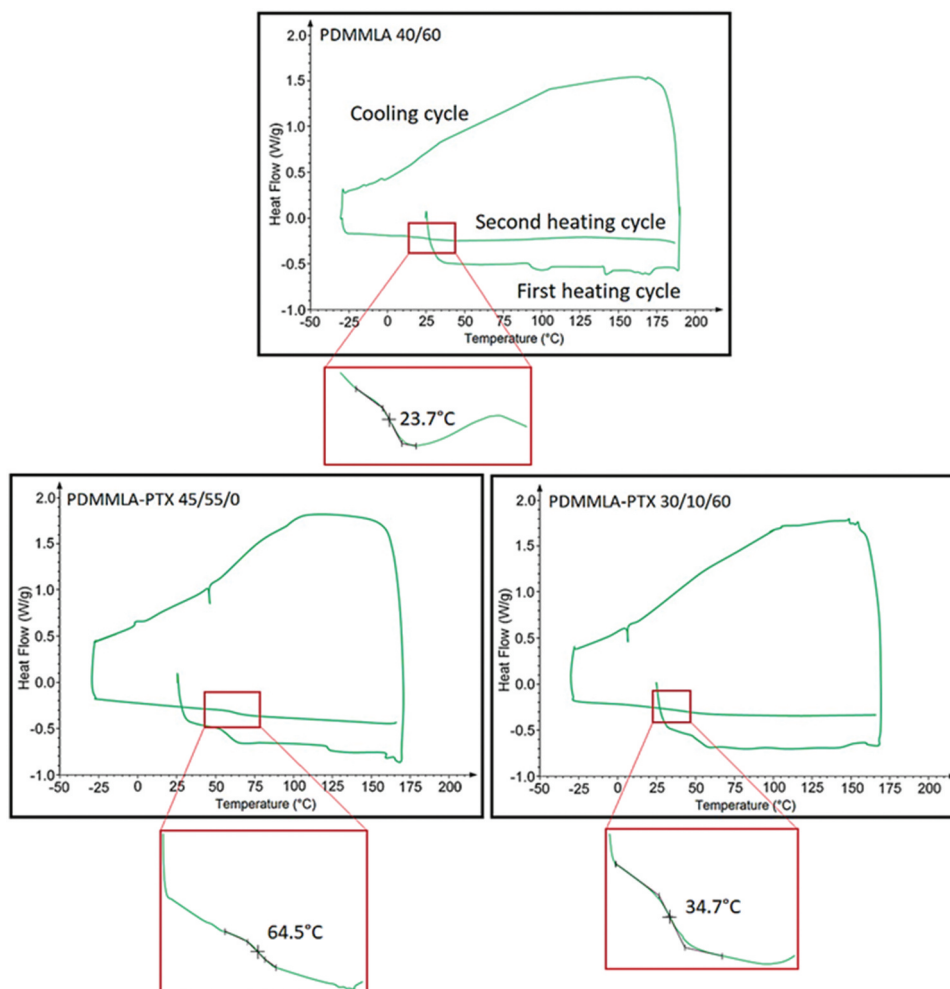 PDMMLA 40/60
2.0
1.5
1.0
0.5
0.0
-0.5
-1.0
Heat Flow (W/g)
Cooling cycle
Second heating cycle
First heating cycle
-50 -25 0 25 50 75 100 125 150 175 200
Temperature (°C)
23.7°C
PDMMLA-PTX 45/55/0
2.0
1.5
1.0
0.5
0.0
-0.5
-1.0
Heat Flow (W/g)
-50 -25 0 25 50 75 100 125 150 175 200
Temperature (°C)
64.5°C
PDMMLA-PTX 30/10/60
2.0
1.5
1.0
0.5
0.0
-0.5
-1.0
Heat Flow (W/g)
-50 -25 0 25 50 75 100 125 150 175 200
Temperature (°C)
34.7°C